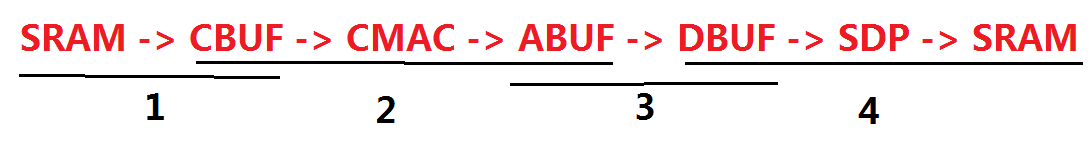 SRAM -> CBUF -> CMAC -> ABUF -> DBUF -> SDP -> SRAM
1 2 3 4